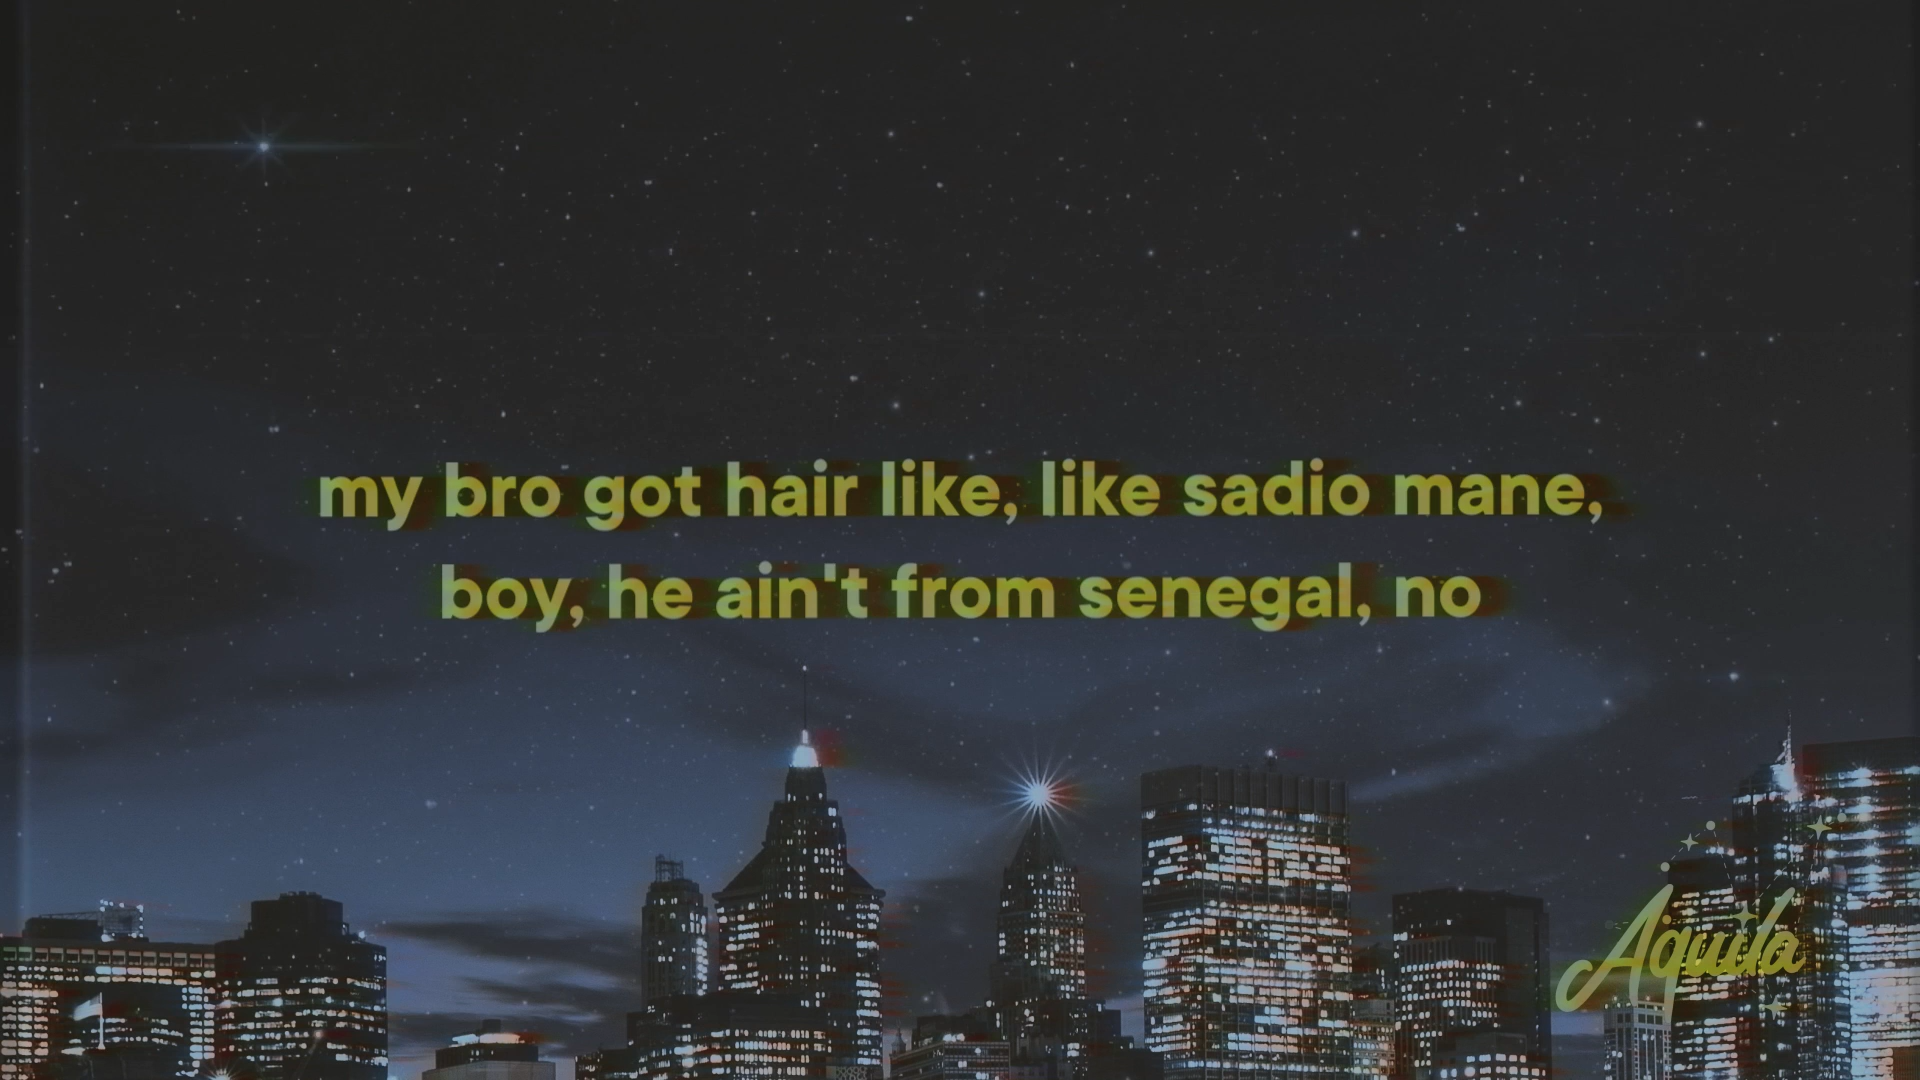 my bro got hair like, like sadio mane,
boy, he ain't from senegal, no
Aquila